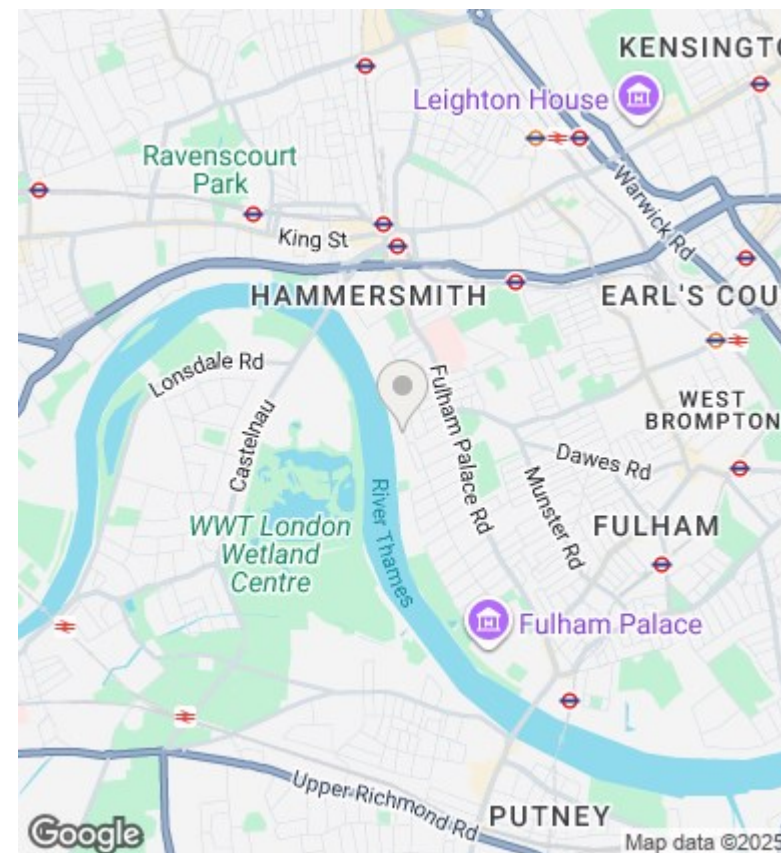 KENSINGTO
Leighton House
Ravenscourt
Park
Warwick Rd
King St
HAMMERSMITH
EARL'S COU
Lonsdale Rd
Fulham Palace Rd
Castelnau
WEST
BROMPTON
Dawes Rd
Munster Rd
River Thames
WWT London
Wetland
Centre
FULHAM
Fulham Palace
Upper Richmond Rd
PUTNEY
Google
Map data ©2025